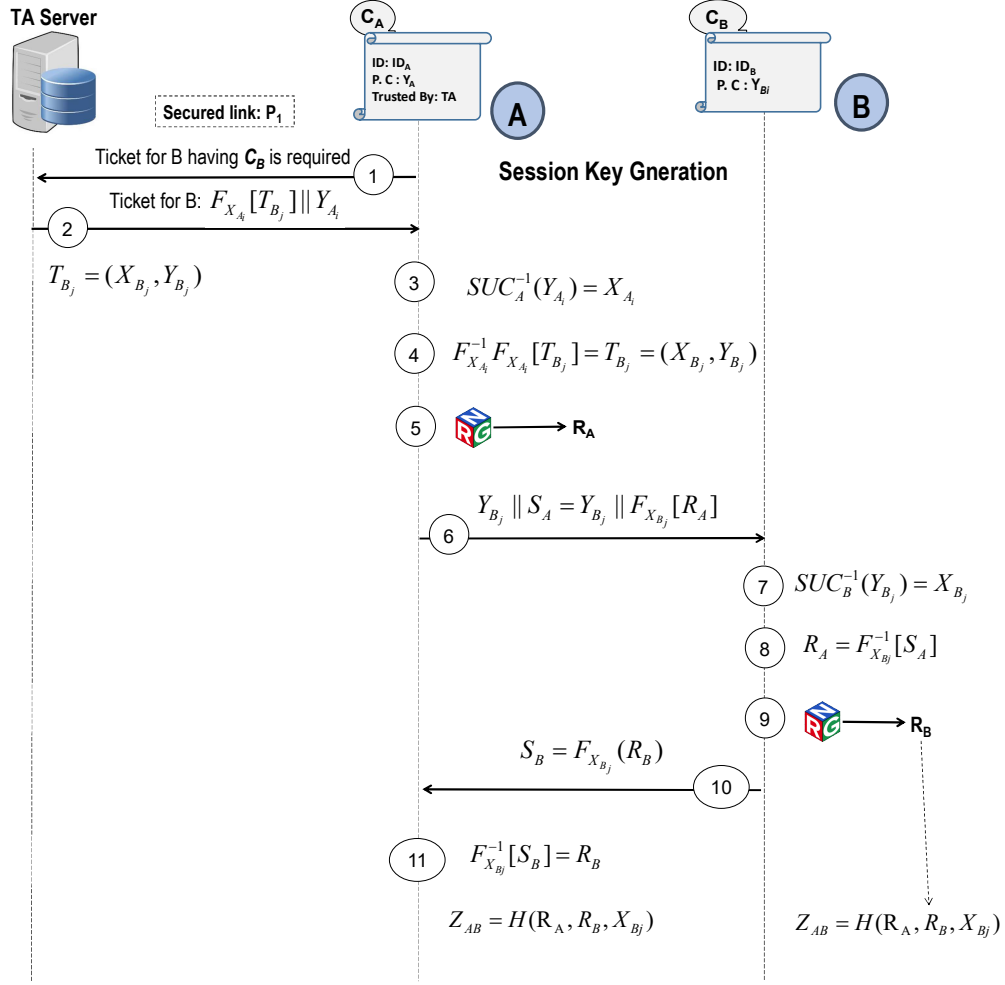 TA Server
C_A
C_B
ID: ID_A
P. C : Y_A
Trusted By: TA
ID: ID_B
P. C : Y_{Bi}
A
B
Secured link: P_1
Ticket for B having C_B is required
1
Session Key Gneration
Ticket for B: F_{X_{A_i}}[T_{B_j}] || Y_{A_i}
2
T_{B_j} = (X_{B_j}, Y_{B_j})
3
SUC_A^{-1}(Y_{A_i}) = X_{A_i}
4
F_{X_{A_i}}^{-1} F_{X_{A_i}}[T_{B_j}] = T_{B_j} = (X_{B_j}, Y_{B_j})
5
RNG
R_A
Y_{B_j} || S_A = Y_{B_j} || F_{X_{B_j}}[R_A]
6
7
SUC_B^{-1}(Y_{B_j}) = X_{B_j}
8
R_A = F_{X_{Bj}}^{-1}[S_A]
9
RNG
R_B
S_B = F_{X_{B_j}}(R_B)
10
11
F_{X_{Bj}}^{-1}[S_B] = R_B
Z_{AB} = H(R_A, R_B, X_{Bj})
Z_{AB} = H(R_A, R_B, X_{Bj})